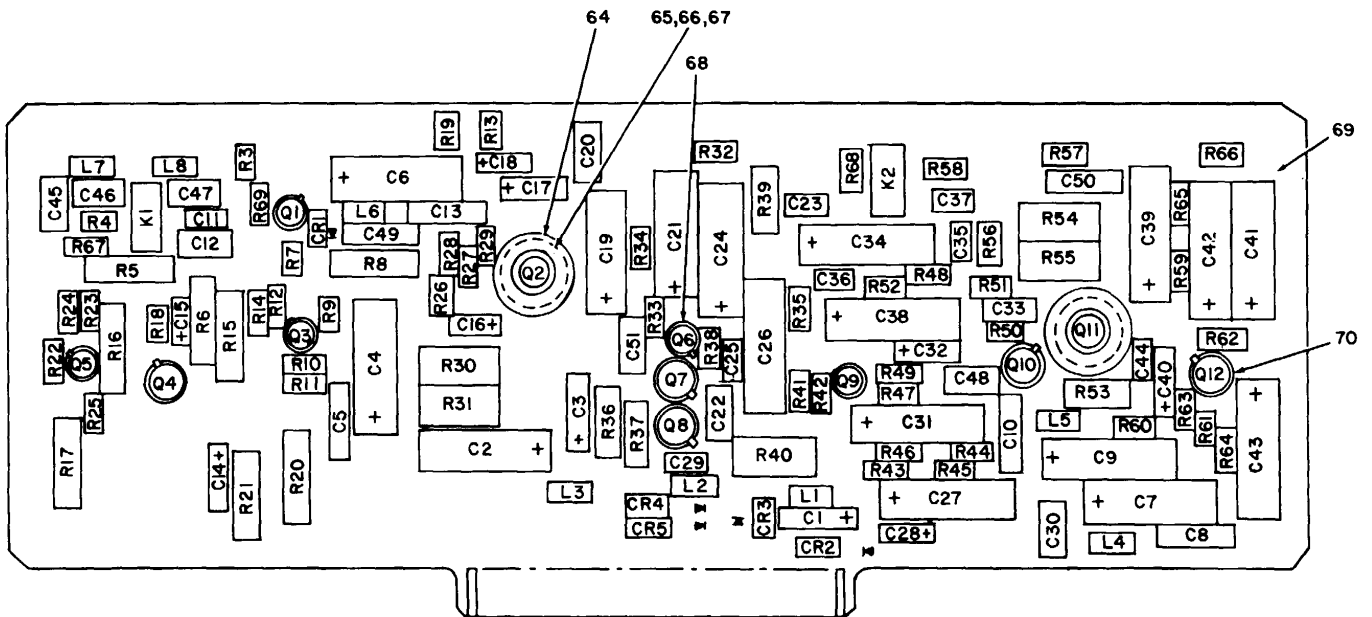 64
65,66,67
68
69
70
R19
R13
C20
L7
L8
R3
+C18
R32
R68
K2
R58
R57
R66
C45
C46
K1
C47
R69
Q1
+ C6
+ C17
R39
C23
C37
C50
R4
C11
CR1
L6
C13
C19 +
C21 +
C24 +
R54
C39 +
R65
C42 +
C41 +
R67
C12
R7
C49
R28
R29
R34
+ C34
C35
R56
R5
R8
R27
Q2
C36
R48
R55
R59
R26
R52
R51
R24
R23
R16
R18
+C15
R6
R15
R14
R12
R9
C4 +
C16+
C51
R33
Q6
R38
C25
C26
R35
+ C38
C33
R50
Q11
R62
R22
Q5
Q4
Q3
R10
R11
R30
Q7
+C32
Q10
C44
C40 +
Q12
R25
C5
R31
C3 +
R36
R37
Q8
C22
R41
R42
Q9
R49
R47
C48
R53
R63
R61
C43 +
R17
C14+
R21
R20
C2 +
C29
R40
+ C31
R46
R44
C10
L5
R60
R64
R43
R45
+ C9
L3
L2
L1
+ C27
+ C7
CR4
CR5
CR3
C1 +
C28+
C30
L4
C8
CR2